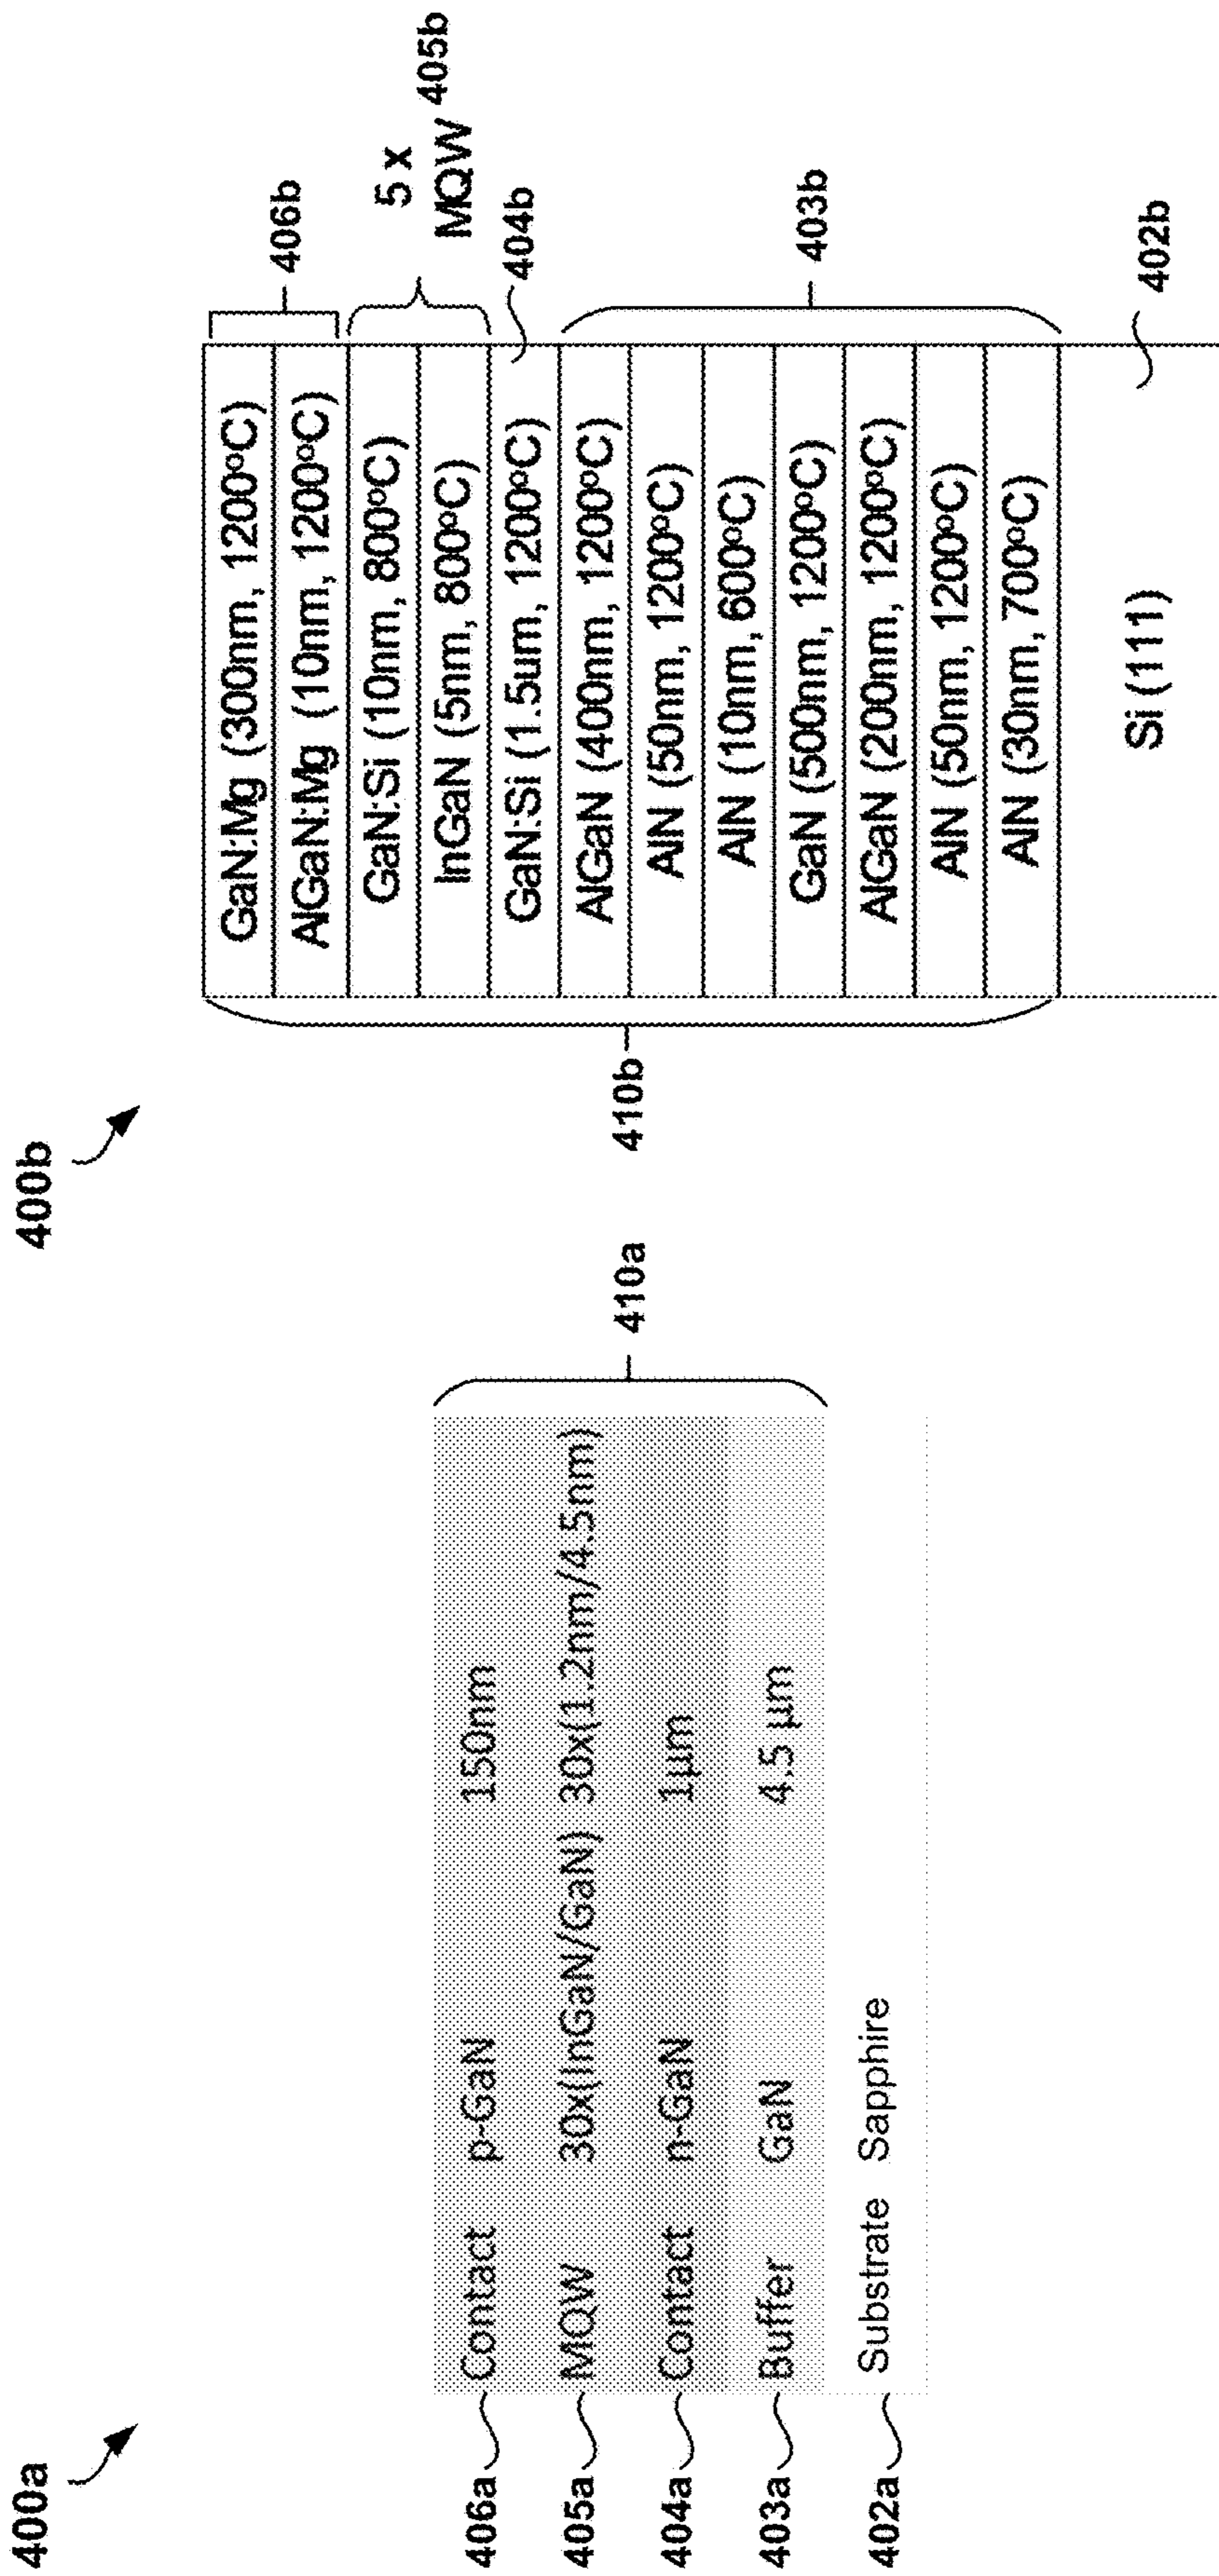 400a
406a Contact p-GaN 150nm
405a MQW 30x(InGaN/GaN) 30x(1.2nm/4.5nm)
404a Contact n-GaN 1µm
403a Buffer GaN 4.5 µm
402a Substrate Sapphire
410a
400b
410b
GaN:Mg (300nm, 1200°C)
AlGaN:Mg (10nm, 1200°C)
406b
GaN:Si (10nm, 800°C)
InGaN (5nm, 800°C)
5 x
MQW 405b
GaN:Si (1.5um, 1200°C)
404b
AlGaN (400nm, 1200°C)
AlN (50nm, 1200°C)
AlN (10nm, 600°C)
GaN (500nm, 1200°C)
AlGaN (200nm, 1200°C)
AlN (50nm, 1200°C)
AlN (30nm, 700°C)
403b
Si (111)
402b